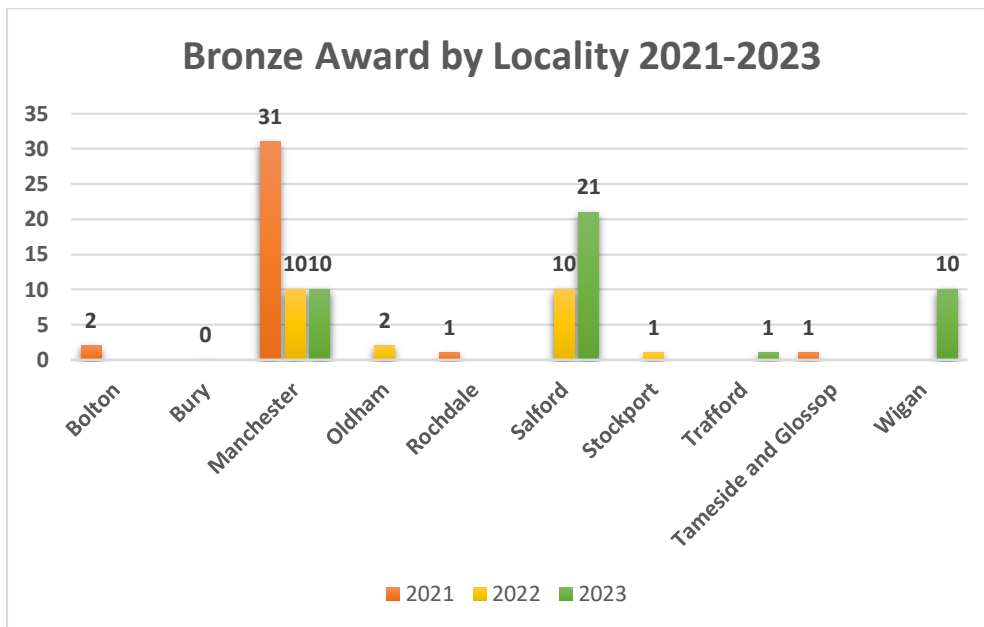 Bronze Award by Locality 2021-2023
35
30
25
20
15
10
5
0
2
0
31
10 10
2
1
10
21
1
1
1
10
Bolton
Bury
Manchester
Oldham
Rochdale
Salford
Stockport
Trafford
Tameside and Glossop
Wigan
2021 2022 2023